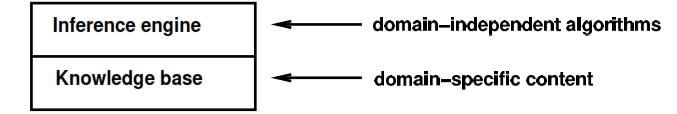 Inference engine
domain–independent algorithms
Knowledge base
domain–specific content